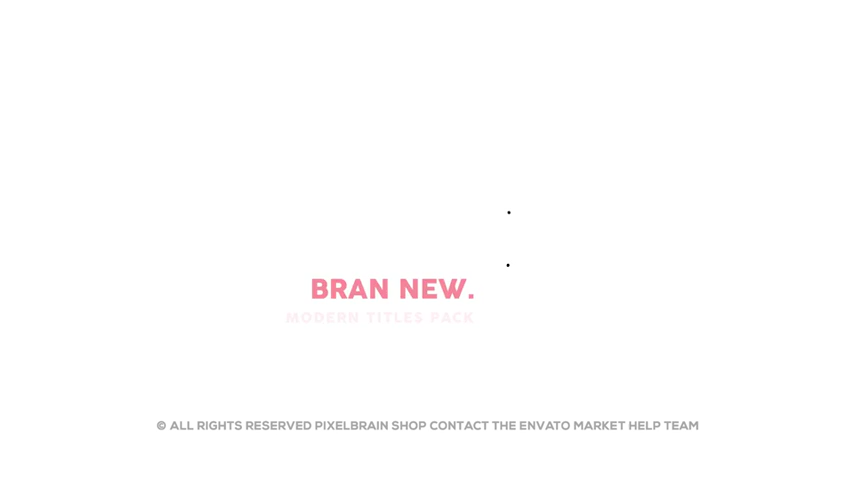 BRAN NEW.
MODERN TITLES PACK
© ALL RIGHTS RESERVED PIXELBRAIN SHOP CONTACT THE ENVATO MARKET HELP TEAM